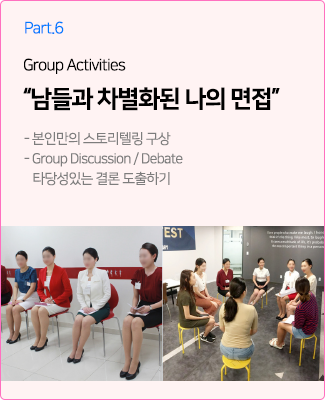 Part.6
Group Activities
“남들과 차별화된 나의 면접”
- 본인만의 스토리텔링 구상
- Group Discussion / Debate
타당성있는 결론 도출하기
EST